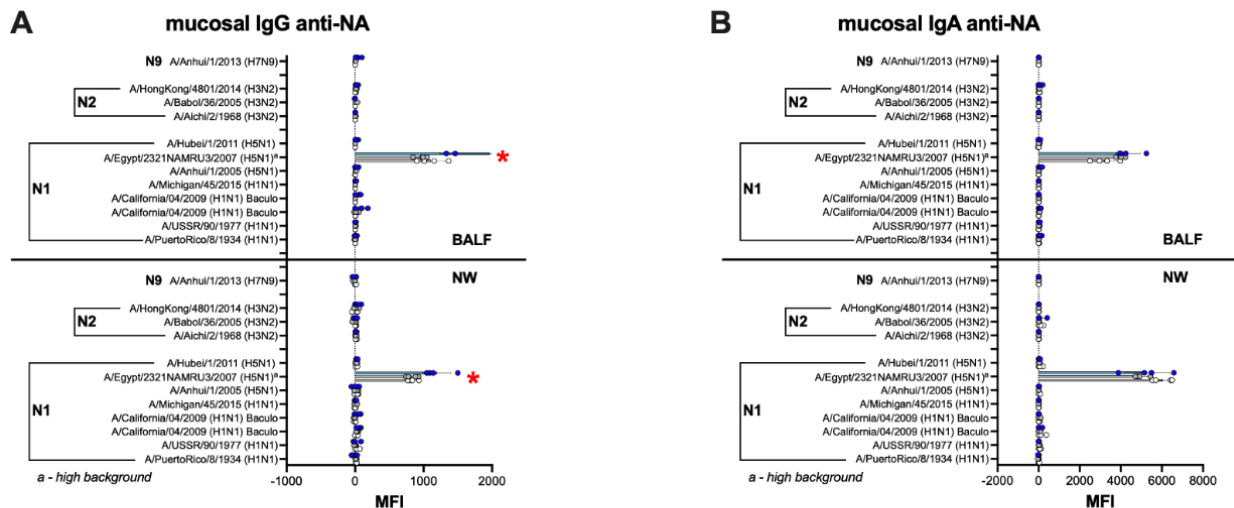 A mucosal IgG anti-NA
N9 A/Anhui/1/2013 (H7N9)
N2
A/HongKong/4801/2014 (H3N2)
A/Babol/36/2005 (H3N2)
A/Aichi/2/1968 (H3N2)
N1
A/Hubei/1/2011 (H5N1)
A/Egypt/2321NAMRU3/2007 (H5N1)a
*
A/Anhui/1/2005 (H5N1)
A/Michigan/45/2015 (H1N1)
A/California/04/2009 (H1N1) Baculo
A/California/04/2009 (H1N1) Baculo
A/USSR/90/1977 (H1N1)
A/PuertoRico/8/1934 (H1N1)
BALF
NW
N9 A/Anhui/1/2013 (H7N9)
N2
A/HongKong/4801/2014 (H3N2)
A/Babol/36/2005 (H3N2)
A/Aichi/2/1968 (H3N2)
N1
A/Hubei/1/2011 (H5N1)
A/Egypt/2321NAMRU3/2007 (H5N1)a
*
A/Anhui/1/2005 (H5N1)
A/Michigan/45/2015 (H1N1)
A/California/04/2009 (H1N1) Baculo
A/California/04/2009 (H1N1) Baculo
A/USSR/90/1977 (H1N1)
A/PuertoRico/8/1934 (H1N1)
a - high background
-1000 0 1000 2000
MFI
B mucosal IgA anti-NA
N9 A/Anhui/1/2013 (H7N9)
N2
A/HongKong/4801/2014 (H3N2)
A/Babol/36/2005 (H3N2)
A/Aichi/2/1968 (H3N2)
N1
A/Hubei/1/2011 (H5N1)
A/Egypt/2321NAMRU3/2007 (H5N1)a
A/Anhui/1/2005 (H5N1)
A/Michigan/45/2015 (H1N1)
A/California/04/2009 (H1N1) Baculo
A/California/04/2009 (H1N1) Baculo
A/USSR/90/1977 (H1N1)
A/PuertoRico/8/1934 (H1N1)
BALF
NW
N9 A/Anhui/1/2013 (H7N9)
N2
A/HongKong/4801/2014 (H3N2)
A/Babol/36/2005 (H3N2)
A/Aichi/2/1968 (H3N2)
N1
A/Hubei/1/2011 (H5N1)
A/Egypt/2321NAMRU3/2007 (H5N1)a
A/Anhui/1/2005 (H5N1)
A/Michigan/45/2015 (H1N1)
A/California/04/2009 (H1N1) Baculo
A/California/04/2009 (H1N1) Baculo
A/USSR/90/1977 (H1N1)
A/PuertoRico/8/1934 (H1N1)
a - high background
-2000 0 2000 4000 6000 8000
MFI